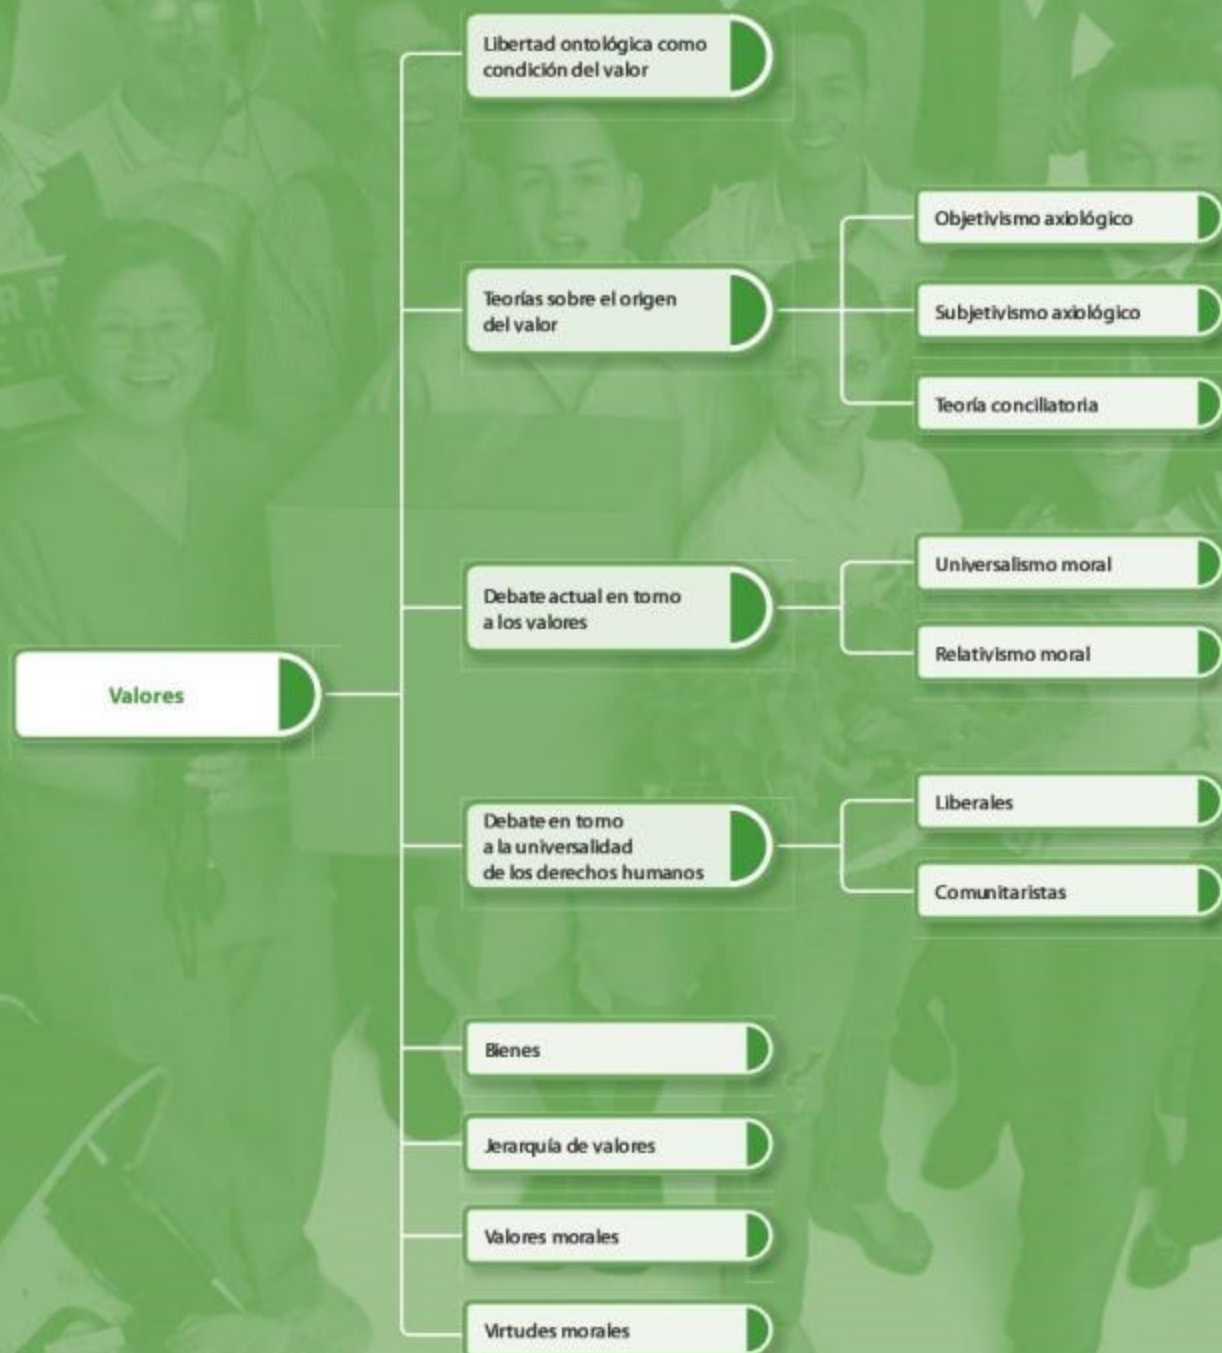 Libertad ontológica como
condición del valor
Objetivismo axiológico
Teorías sobre el origen
del valor
Subjetivismo axiológico
Teoría conciliatoria
Debate actual en torno
a los valores
Universalismo moral
Relativismo moral
Valores
Debate en torno
a la universalidad
de los derechos humanos
Liberales
Comunitaristas
Bienes
Jerarquía de valores
Valores morales
Virtudes morales